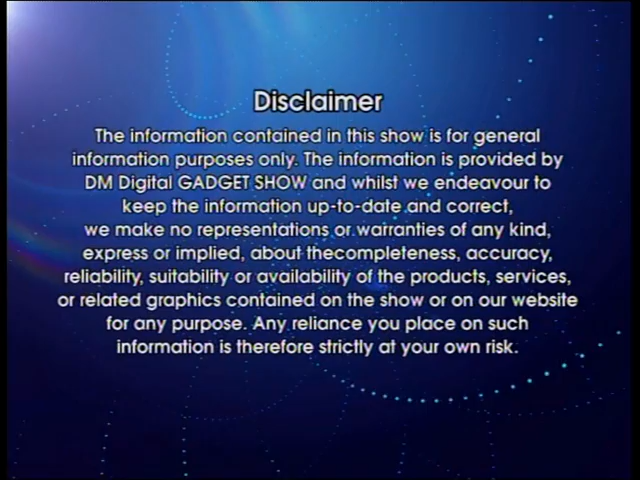 Disclaimer
The information contained in this show is for general
information purposes only. The information is provided by
DM Digital GADGET SHOW and whilst we endeavour to
keep the information up-to-date and correct,
we make no representations or warranties of any kind,
express or implied, about thecompleteness, accuracy,
reliability, suitability or availability of the products, services,
or related graphics contained on the show or on our website
for any purpose. Any reliance you place on such
information is therefore strictly at your own risk.